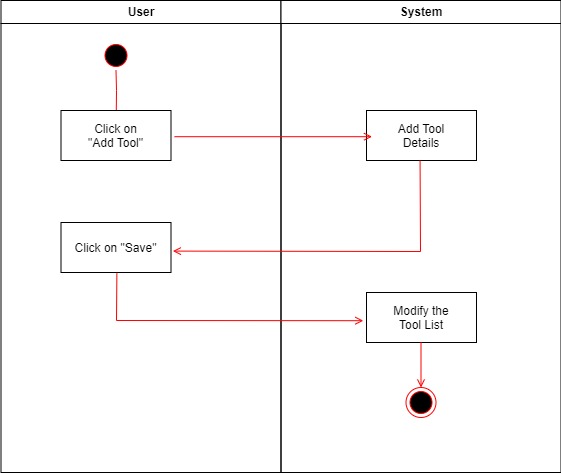 User
System
Click on
"Add Tool"
Add Tool
Details
Click on "Save"
Modify the
Tool List